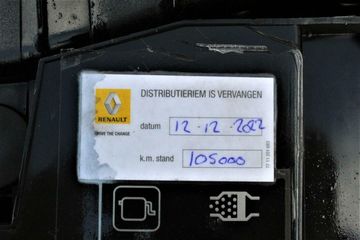 DISTRIBUTIERIEM IS VERVANGEN
RENAULT
DRIVE THE CHANGE
datum 12-12-2022
k.m. stand 105000